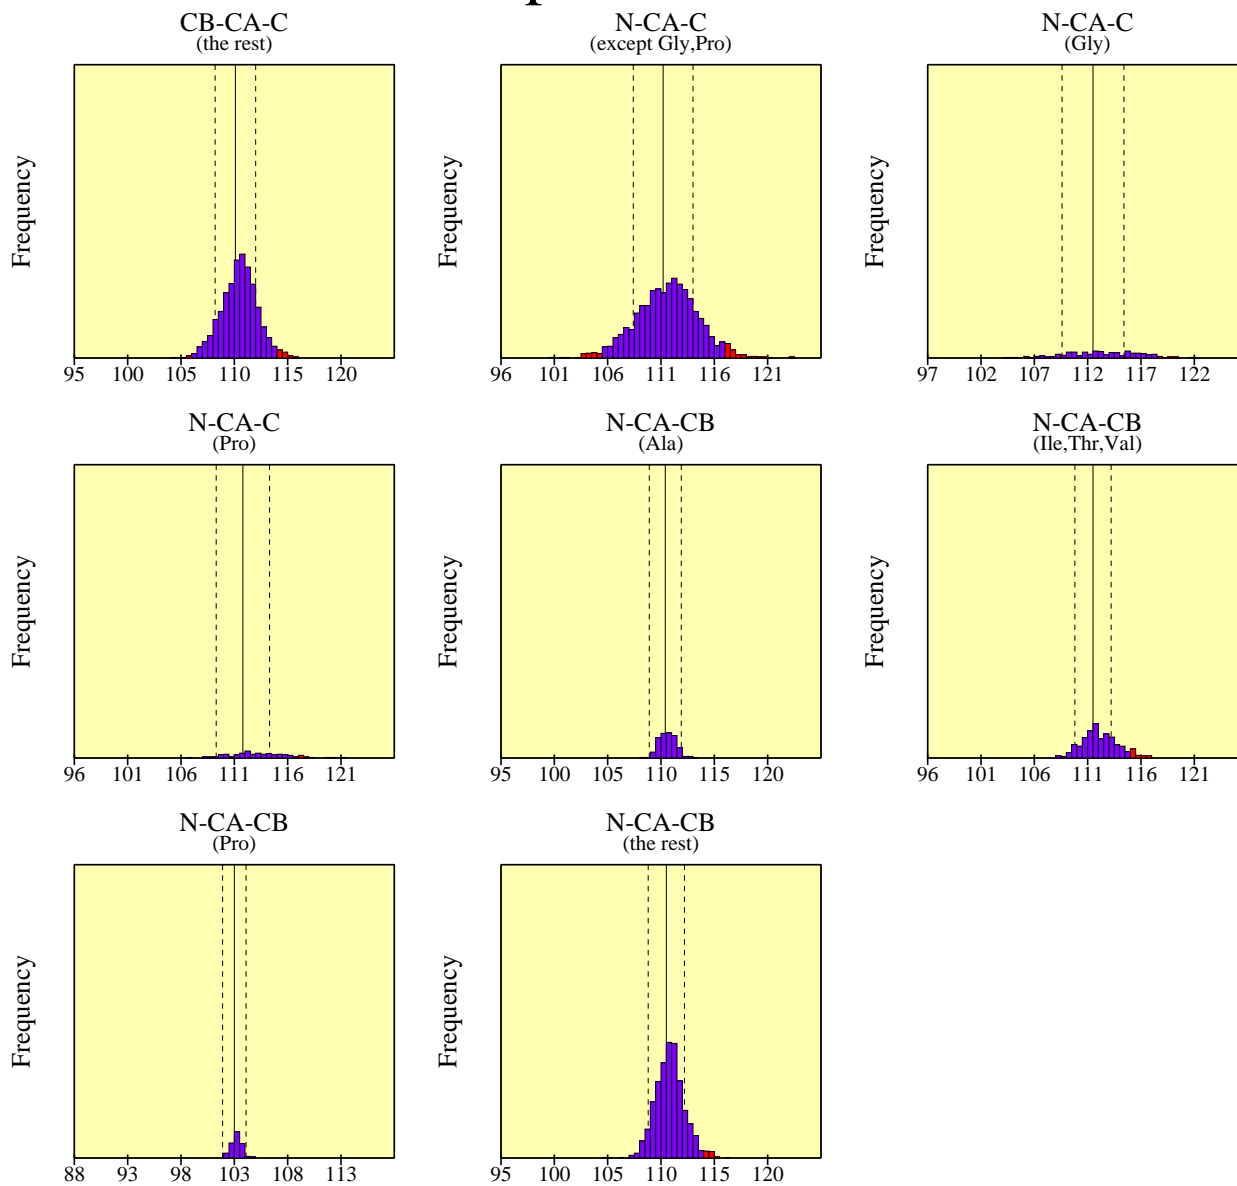 CB-CA-C
(the rest)
Frequency
95 100 105 110 115 120
N-CA-C
(except Gly,Pro)
Frequency
96 101 106 111 116 121
N-CA-C
(Gly)
Frequency
97 102 107 112 117 122
N-CA-C
(Pro)
Frequency
96 101 106 111 116 121
N-CA-CB
(Ala)
Frequency
95 100 105 110 115 120
N-CA-CB
(Ile,Thr,Val)
Frequency
96 101 106 111 116 121
N-CA-CB
(Pro)
Frequency
88 93 98 103 108 113
N-CA-CB
(the rest)
Frequency
95 100 105 110 115 120